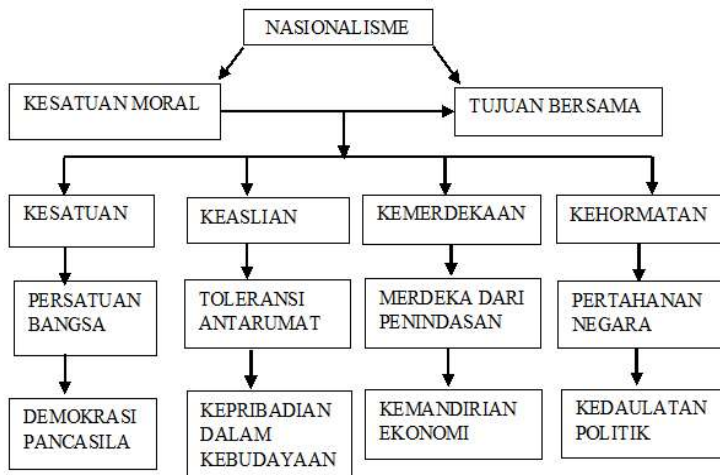 NASIONALISME
KESATUAN MORAL
TUJUAN BERSAMA
KESATUAN
KEASLIAN
KEMERDEKAAN
KEHORMATAN
PERSATUAN
BANGSA
TOLERANSI
ANTARUMAT
MERDEKA DARI
PENINDASAN
PERTAHANAN
NEGARA
DEMOKRASI
PANCASILA
KEPRIBADIAN
DALAM
KEBUDAYAAN
KEMANDIRIAN
EKONOMI
KEDAULATAN
POLITIK